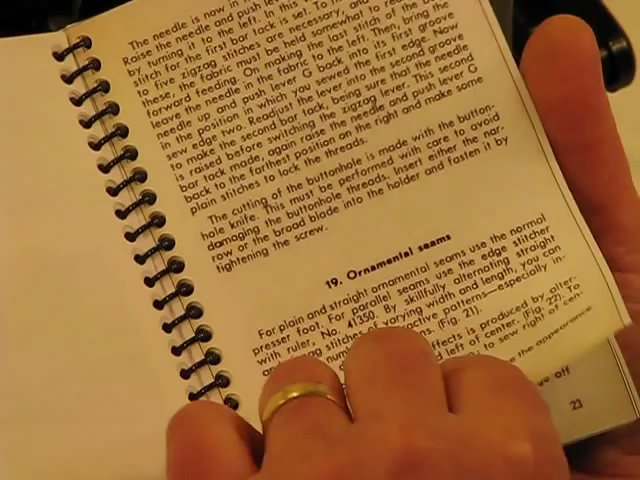 The needle is now in
Raise the needle and push lever
by turning it to the left. In this
stitch for the first bar tack is set. To
to five zigzag stitches are necessary, and
these, the fabric must be held somewhat to
forward feeding. On making the last stitch of the
leave the needle in the fabric to the left. Then, bring the
needle up and push lever G back into its first groove
in the position in which you sewed the first edge. Now
sew edge two. Readjust the lever into the second groove
to make the second bar tack, being sure that the needle
is raised before switching the zigzag lever. This second
bar tack made, again raise the needle and push lever G
back to the farthest position on the right and make some
plain stitches to lock the threads.
The cutting of the buttonhole is made with the button-
hole knife. This must be performed with care to avoid
damaging the buttonhole threads. Insert either the nar-
row or the broad blade into the holder and fasten it by
tightening the screw.
19. Ornamental seams
For plain and straight ornamental seams use the normal
presser foot. For parallel seams use the edge stitcher
with ruler, No. 41350. By skillfully alternating straight
stitches of varying width and length, you can
patterns—especially in-
(Fig. 21).
effects is produced by alter-
left of center. (Fig. 22). To
to sew right of cen-
the appearance
off
23